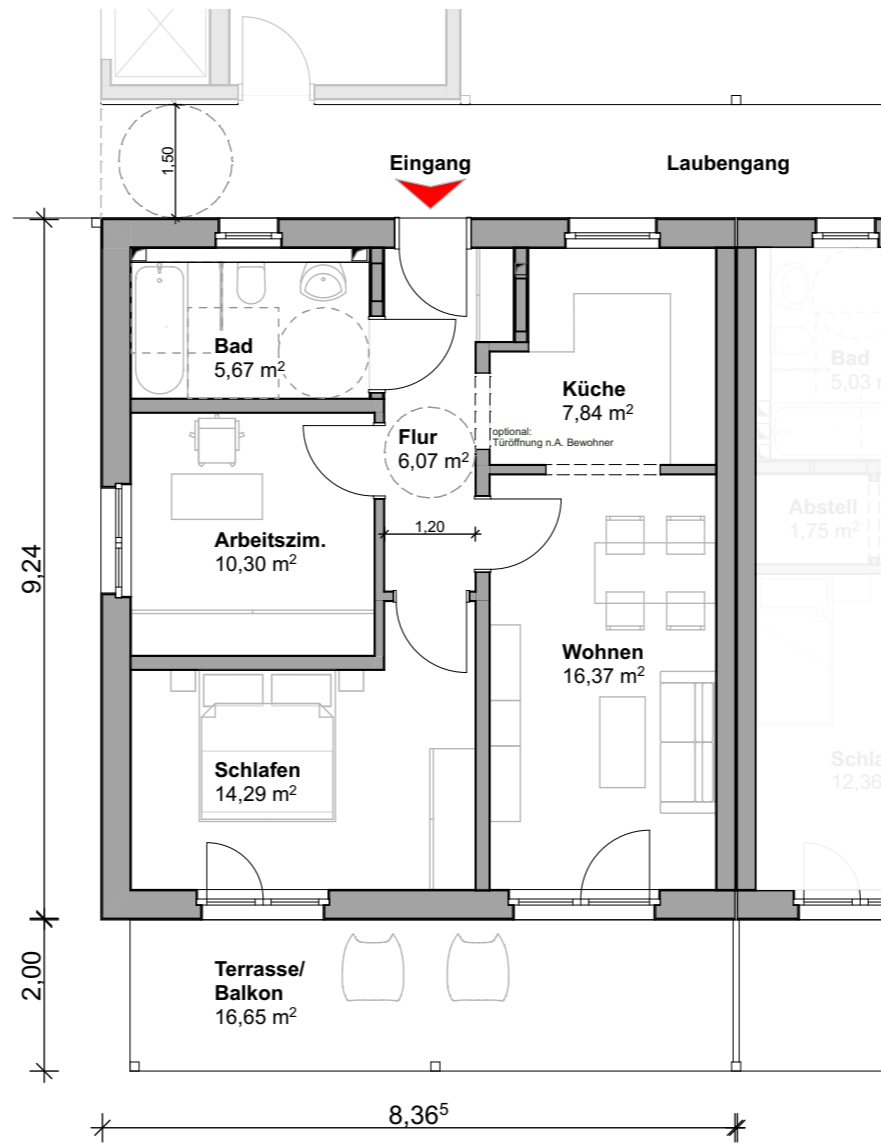 1,50
Eingang
Laubengang
Bad
5,67 m²
Küche
7,84 m²
Bad
5,03 m²
optional:
Türöffnung n.A. Bewohner
Flur
6,07 m²
Abstell
1,75 m²
1,20
Arbeitszim.
10,30 m²
9,24
Wohnen
16,37 m²
Schlafen
14,29 m²
Schla
12,36
Terrasse/
Balkon
16,65 m²
2,00
8,36⁵